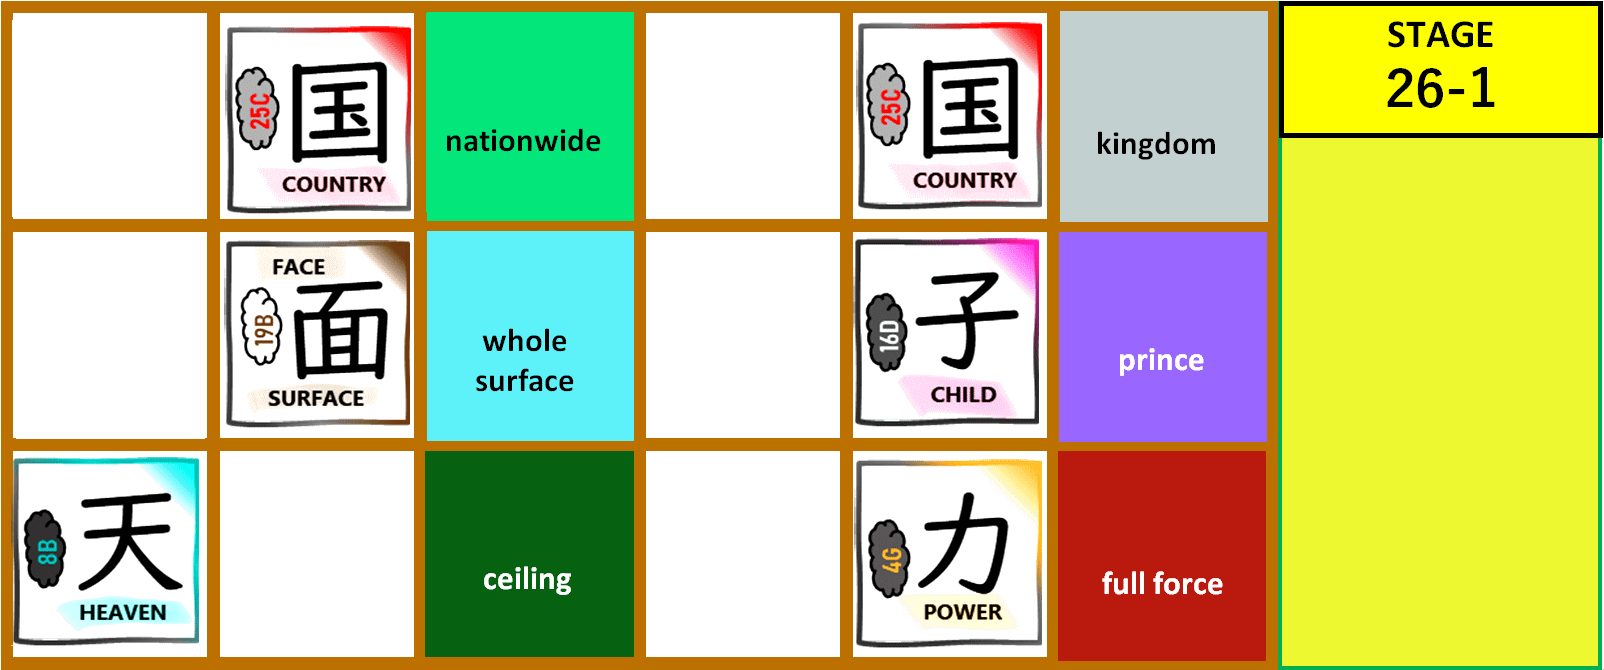 25C
国
COUNTRY
nationwide
25C
国
COUNTRY
kingdom
STAGE
26-1
FACE
19B
面
SURFACE
whole
surface
16D
子
CHILD
prince
8B
天
HEAVEN
ceiling
4G
力
POWER
full force